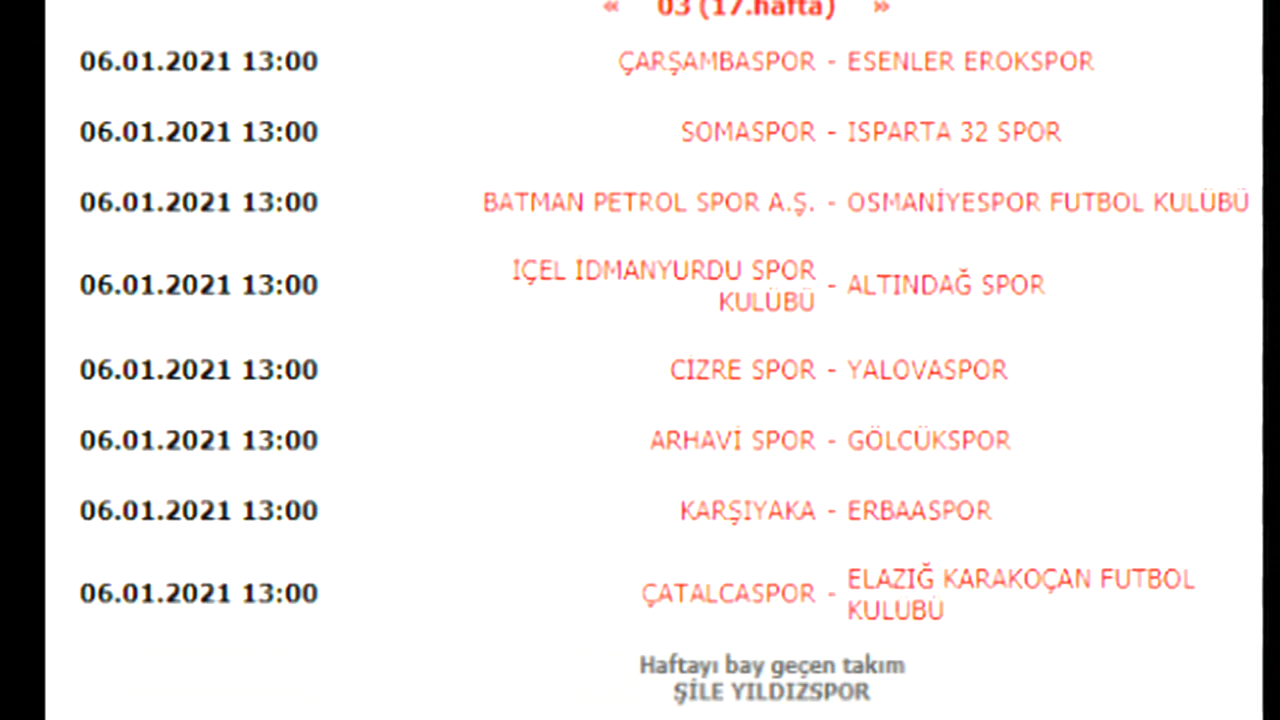 « 03 (17.hafta) »
06.01.2021 13:00 ÇARŞAMBASPOR - ESENLER EROKSPOR
06.01.2021 13:00 SOMASPOR - ISPARTA 32 SPOR
06.01.2021 13:00 BATMAN PETROL SPOR A.Ş. - OSMANİYESPOR FUTBOL KULÜBÜ
06.01.2021 13:00 İÇEL İDMANYURDU SPOR
KULÜBÜ - ALTINDAĞ SPOR
06.01.2021 13:00 CİZRE SPOR - YALOVASPOR
06.01.2021 13:00 ARHAVİ SPOR - GÖLCÜKSPOR
06.01.2021 13:00 KARŞIYAKA - ERBAASPOR
06.01.2021 13:00 ÇATALCASPOR - ELAZIĞ KARAKOÇAN FUTBOL
KULÜBÜ
Haftayı bay geçen takım
ŞİLE YILDIZSPOR